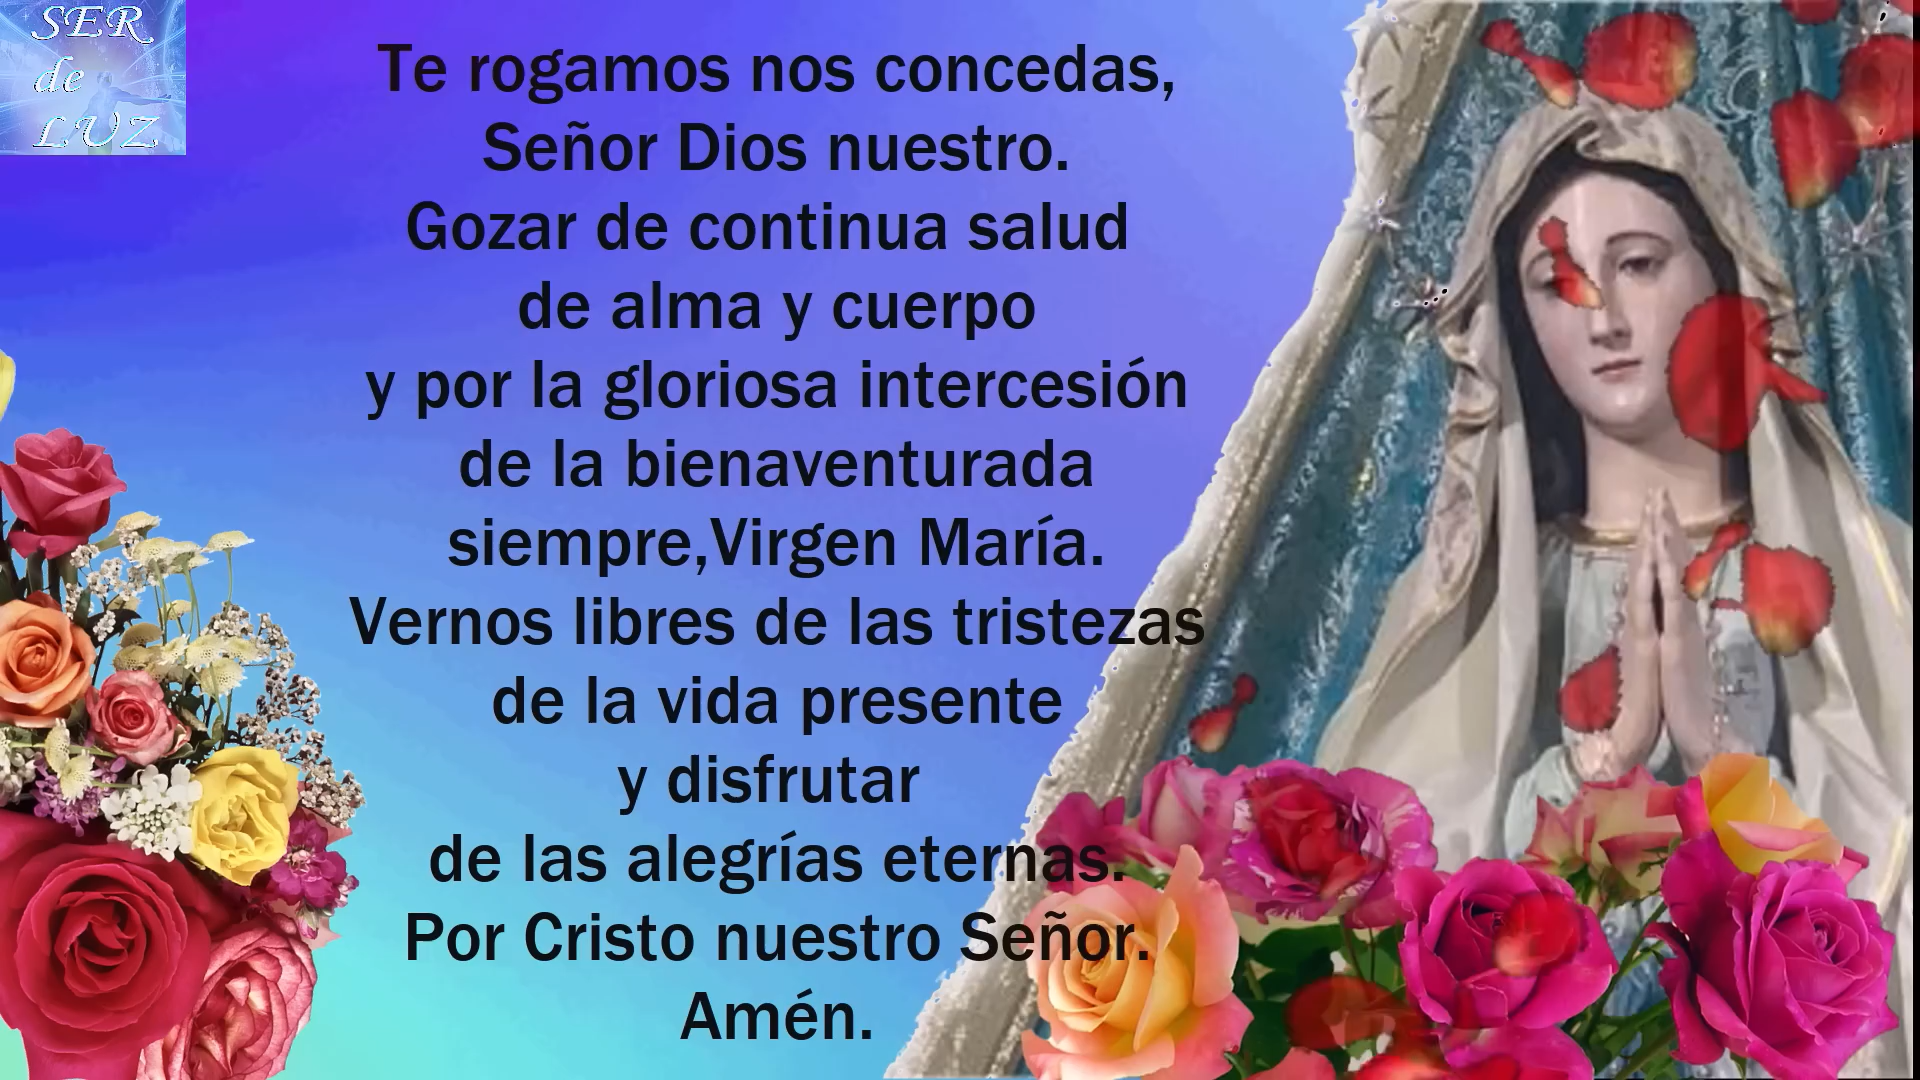 SER
de
LUZ
Te rogamos nos concedas,
Señor Dios nuestro.
Gozar de continua salud
de alma y cuerpo
y por la gloriosa intercesión
de la bienaventurada
siempre,Virgen María.
Vernos libres de las tristezas
de la vida presente
y disfrutar
de las alegrías eternas.
Por Cristo nuestro Señor.
Amén.